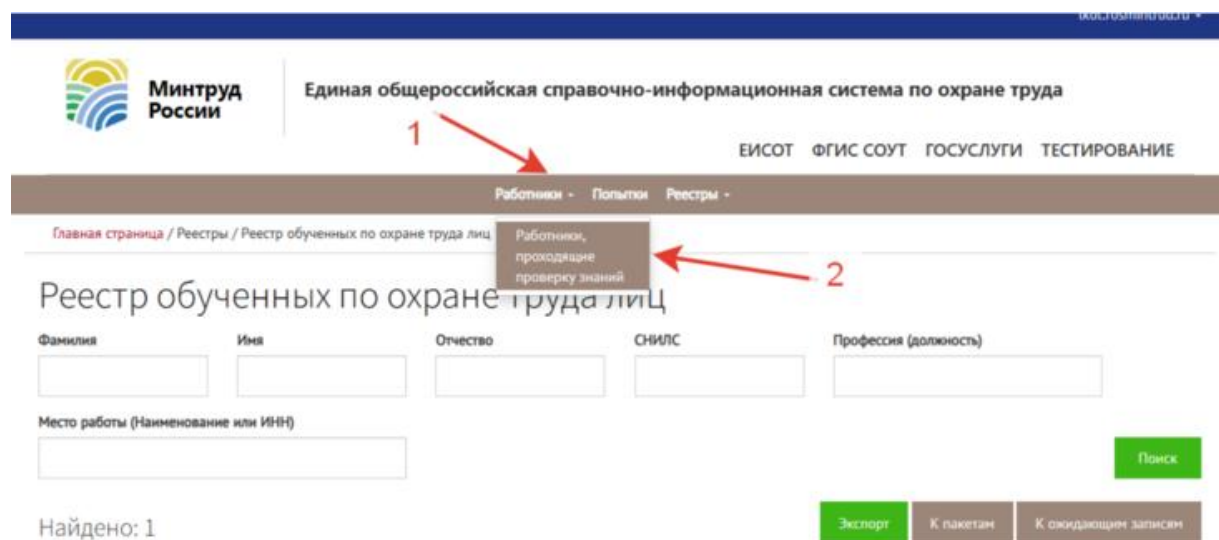 Минтруд
России
Единая общероссийская справочно-информационная система по охране труда
1
ЕИСОТ ФГИС СОУТ ГОСУСЛУГИ ТЕСТИРОВАНИЕ
Работники Попытки Реестры
Главная страница / Реестры / Реестр обученных по охране труда лиц
Работники,
проходящие
проверку знаний
2
Реестр обученных по охране труда лиц
Фамилия Имя Отчество СНИЛС Профессия (должность)
Место работы (Наименование или ИНН)
Поиск
Найдено: 1
Экспорт К пакетам К ожидающим записям